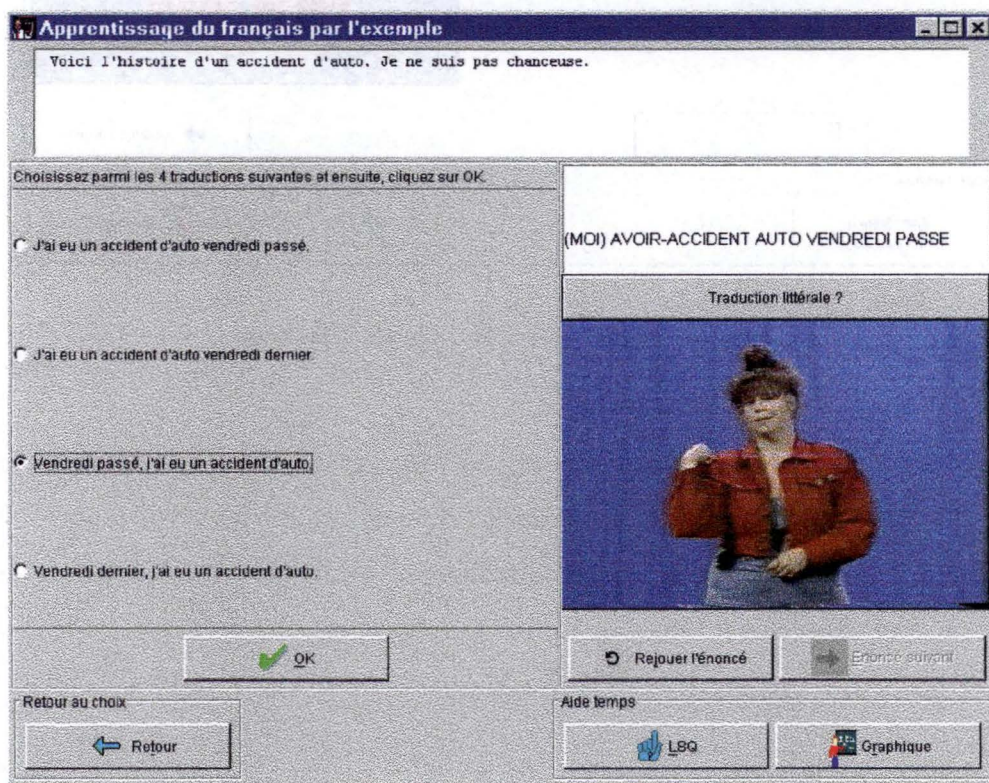 Apprentissage du français par l'exemple
Voici l'histoire d'un accident d'auto. Je ne suis pas chanceuse.
Choisissez parmi les 4 traductions suivantes et ensuite, cliquez sur OK.
J'ai eu un accident d'auto vendredi passé.
J'ai eu un accident d'auto vendredi dernier.
Vendredi passé, j'ai eu un accident d'auto.
Vendredi dernier, j'ai eu un accident d'auto.
OK
(MOI) AVOIR-ACCIDENT AUTO VENDREDI PASSE
Traduction littérale ?
Rejouer l'énoncé
Enoncé suivant
Retour au choix
Retour
Aide temps
LSQ
Graphique